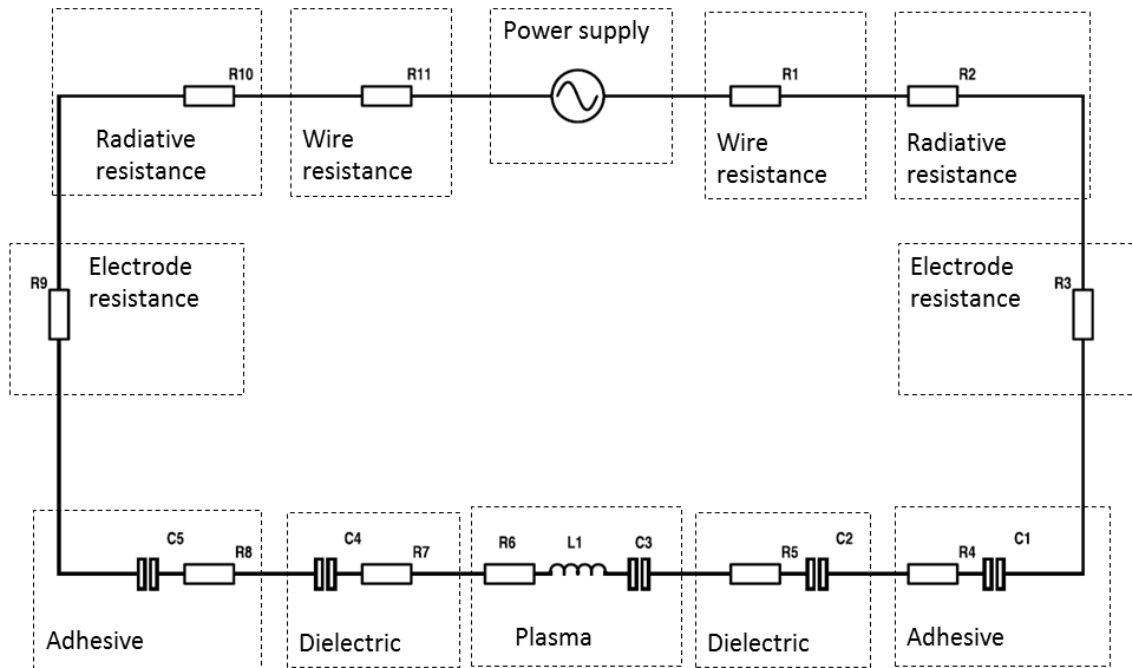 Power supply
R10
R11
R1
R2
Radiative
resistance
Wire
resistance
Wire
resistance
Radiative
resistance
R9
Electrode
resistance
Electrode
resistance
R3
C5
R8
C4
R7
R6
L1
C3
R5
C2
R4
C1
Adhesive
Dielectric
Plasma
Dielectric
Adhesive